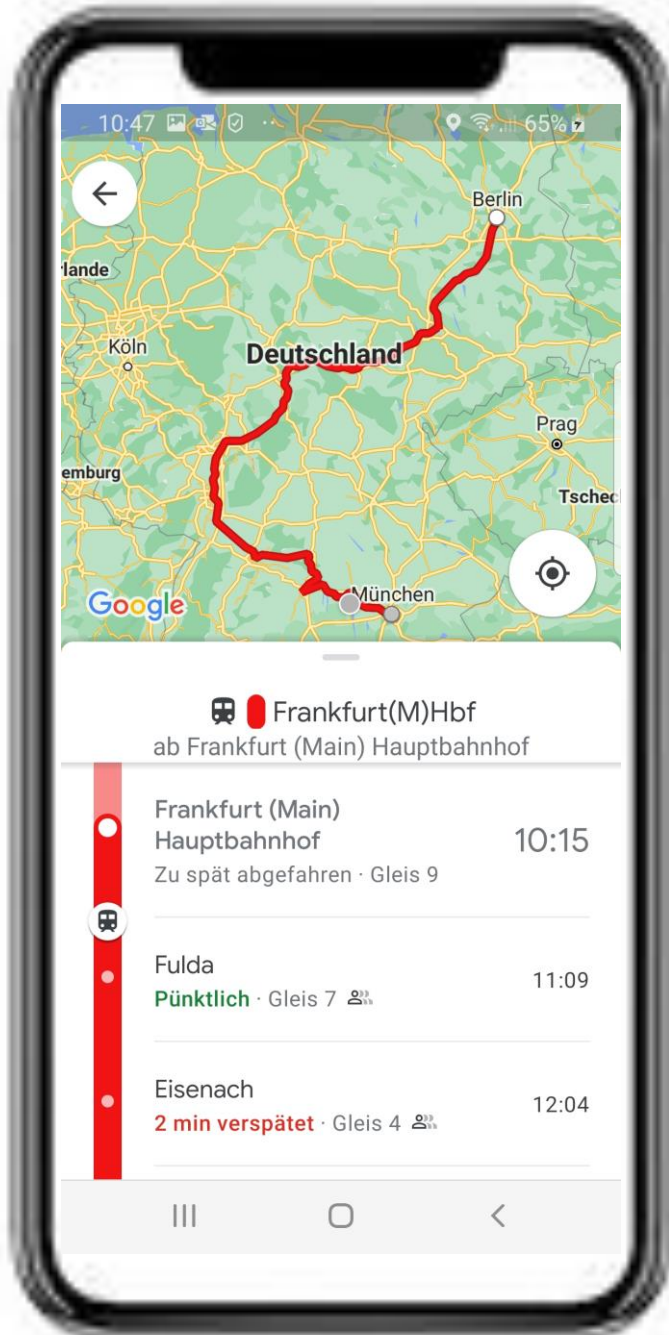 10:47
65%
Berlin
lande
Köln
Deutschland
Prag
emburg
Tschec
München
Google
Frankfurt(M)Hbf
ab Frankfurt (Main) Hauptbahnhof
Frankfurt (Main)
Hauptbahnhof
10:15
Zu spät abgefahren · Gleis 9
Fulda
11:09
Pünktlich · Gleis 7
Eisenach
12:04
2 min verspätet · Gleis 4